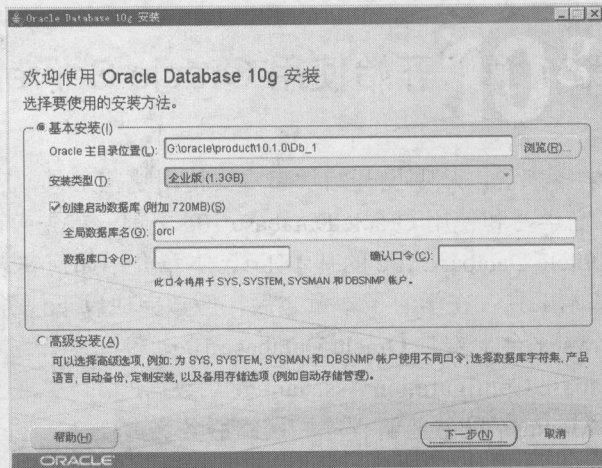 Oracle Database 10g 安装
欢迎使用 Oracle Database 10g 安装
选择要使用的安装方法。
基本安装(I)
Oracle 主目录位置(L): G:\oracle\product\10.1.0\Db_1 浏览(R)...
安装类型(T): 企业版 (1.3GB)
创建启动数据库 (附加 720MB)(S)
全局数据库名(G): orcl
数据库口令(P): 确认口令(C):
此口令将用于 SYS, SYSTEM, SYSMAN 和 DBSNMP 帐户。
高级安装(A)
可以选择高级选项, 例如: 为 SYS, SYSTEM, SYSMAN 和 DBSNMP 帐户使用不同口令, 选择数据库字符集, 产品
语言, 自动备份, 定制安装, 以及备用存储选项 (例如自动存储管理)。
帮助(H) 下一步(N) 取消
ORACLE